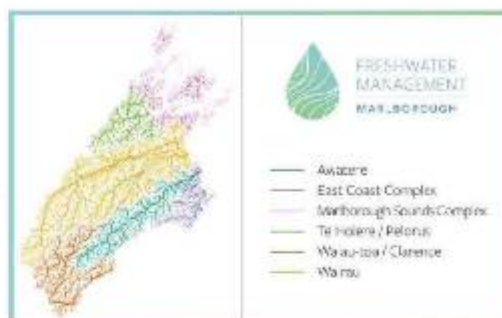 FRESHWATER
MANAGEMENT
MARLBOROUGH
Awatere
East Coast Complex
Marlborough Sounds Complex
Te Hoiere / Pelorus
Waiau-toa / Clarence
Wairau